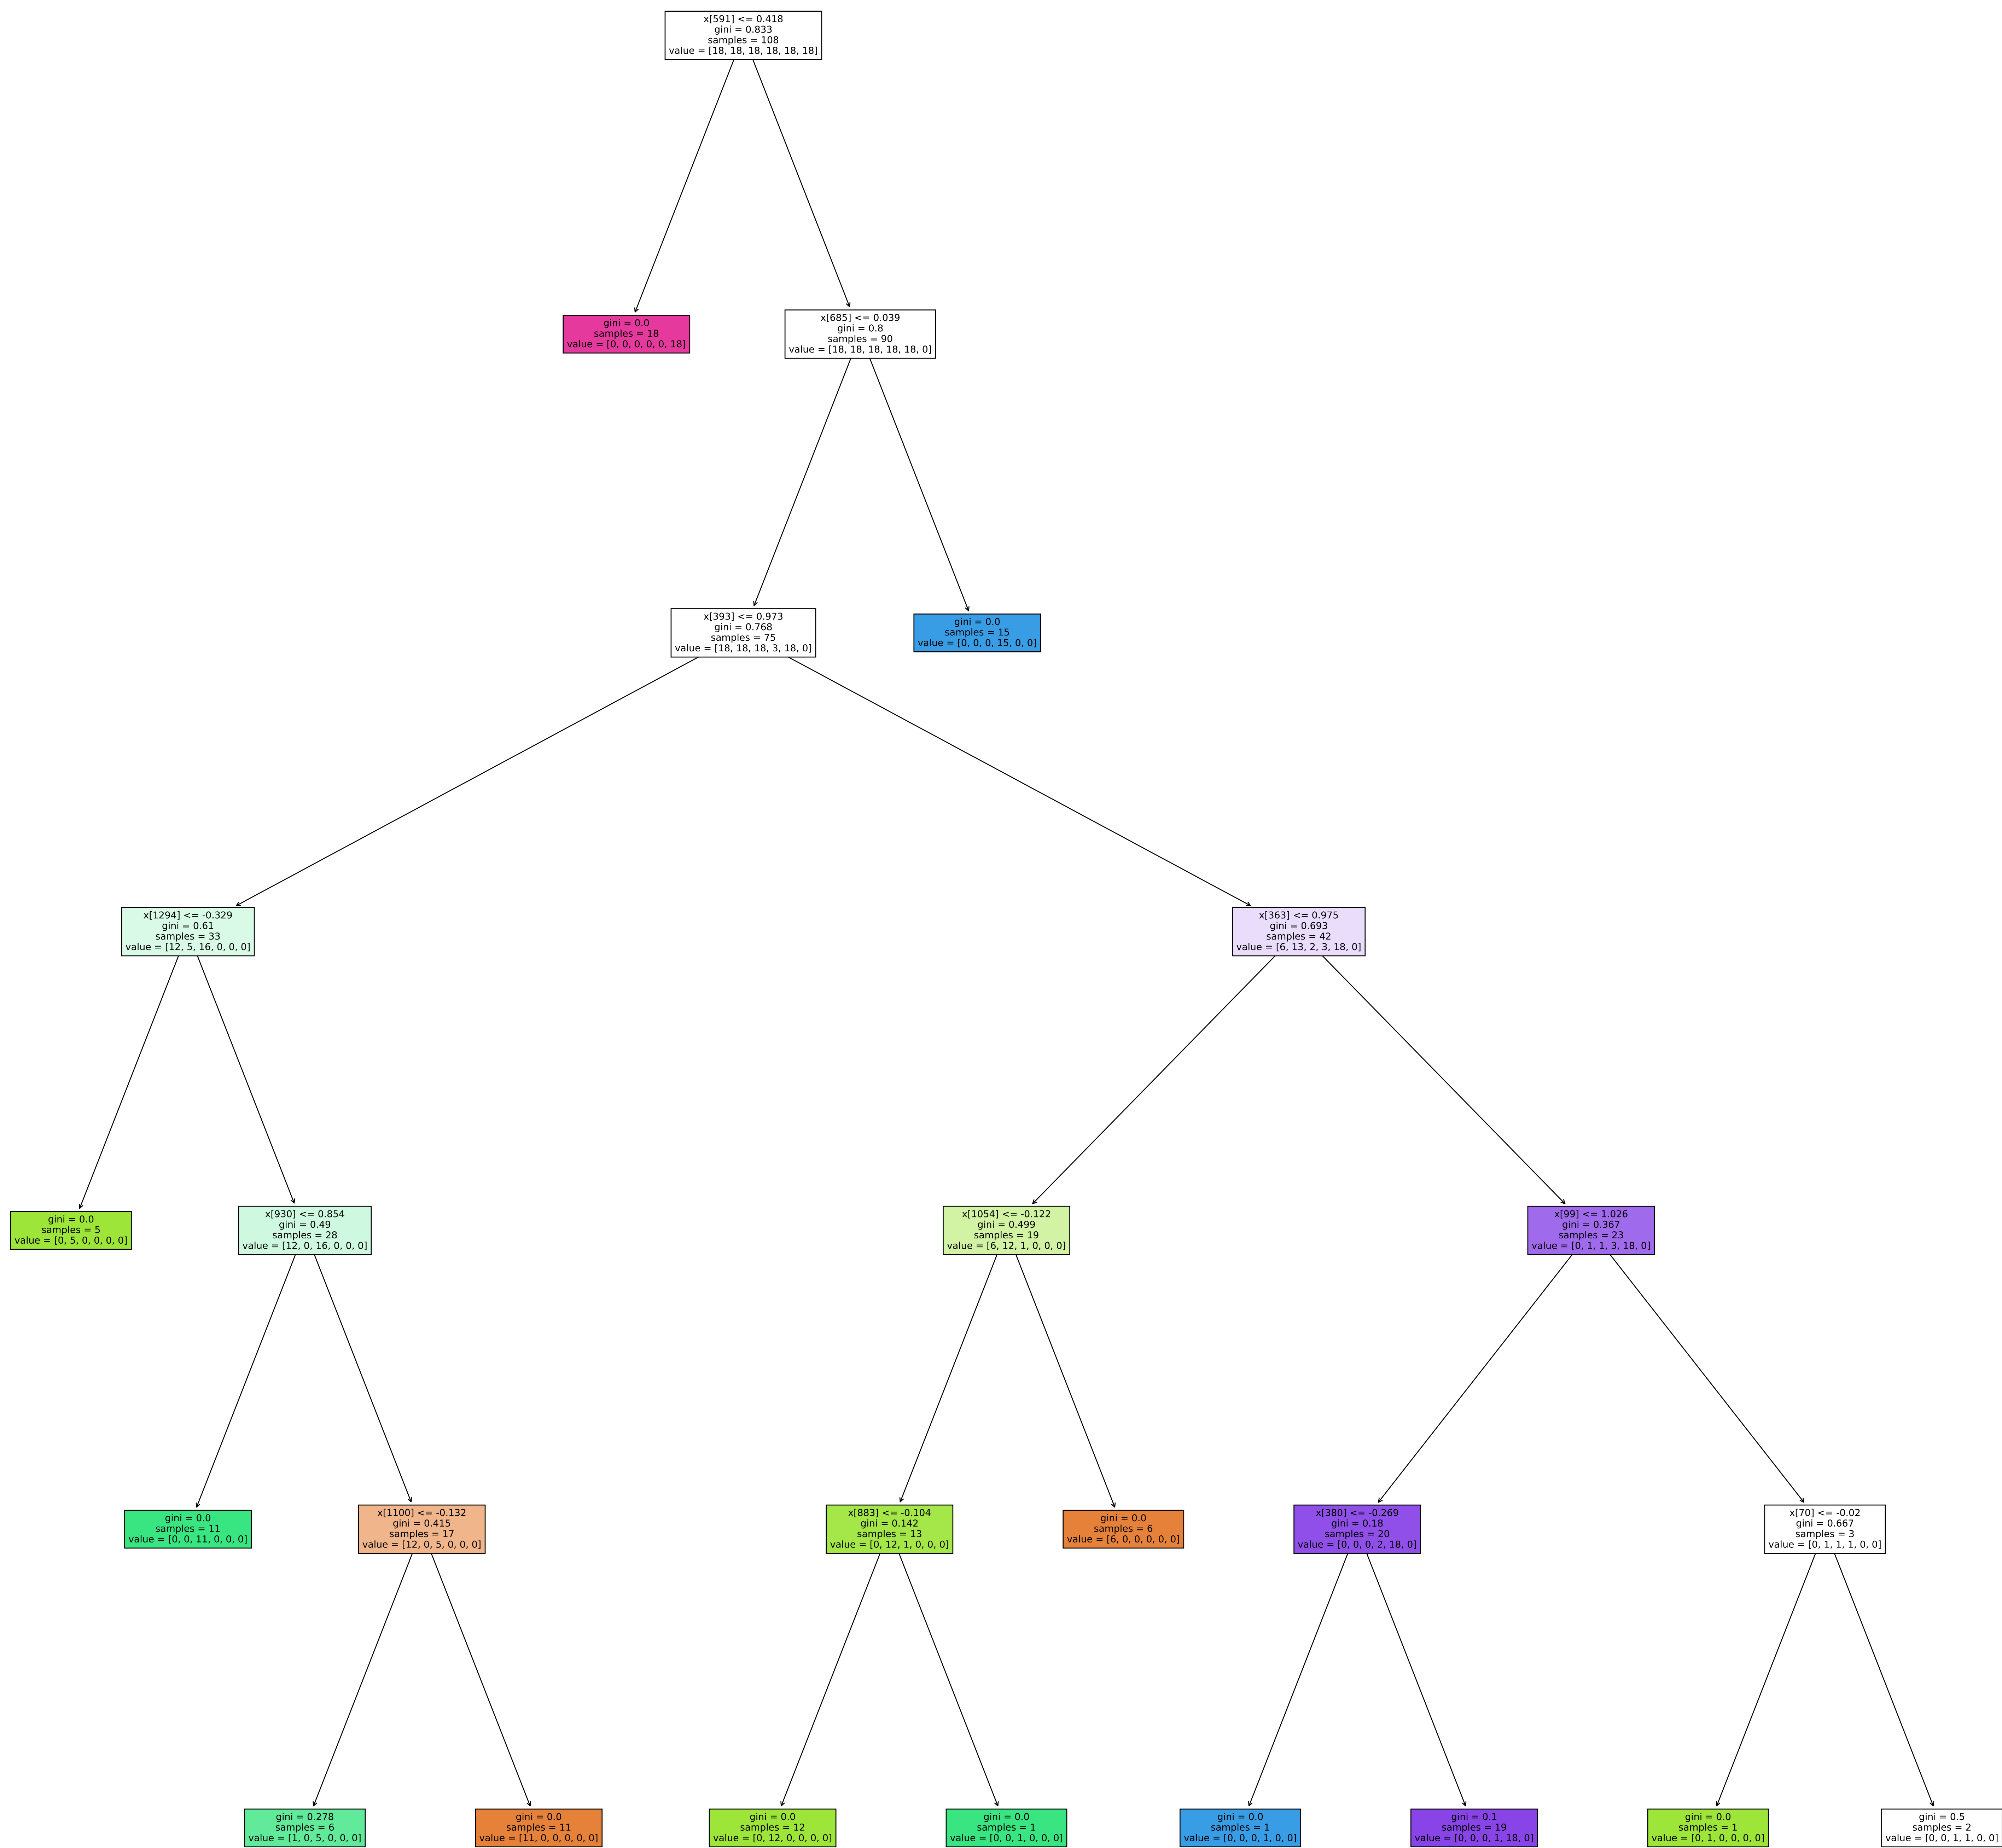 x[591] <= 0.418
gini = 0.833
samples = 108
value = [18, 18, 18, 18, 18, 18]
gini = 0.0
samples = 18
value = [0, 0, 0, 0, 0, 18]
x[685] <= 0.039
gini = 0.8
samples = 90
value = [18, 18, 18, 18, 18, 0]
x[393] <= 0.973
gini = 0.768
samples = 75
value = [18, 18, 18, 3, 18, 0]
gini = 0.0
samples = 15
value = [0, 0, 0, 15, 0, 0]
x[1294] <= -0.329
gini = 0.61
samples = 33
value = [12, 5, 16, 0, 0, 0]
x[363] <= 0.975
gini = 0.693
samples = 42
value = [6, 13, 2, 3, 18, 0]
gini = 0.0
samples = 5
value = [0, 5, 0, 0, 0, 0]
x[930] <= 0.854
gini = 0.49
samples = 28
value = [12, 0, 16, 0, 0, 0]
x[1054] <= -0.122
gini = 0.499
samples = 19
value = [6, 12, 1, 0, 0, 0]
x[99] <= 1.026
gini = 0.367
samples = 23
value = [0, 1, 1, 3, 18, 0]
gini = 0.0
samples = 11
value = [0, 0, 11, 0, 0, 0]
x[1100] <= -0.132
gini = 0.415
samples = 17
value = [12, 0, 5, 0, 0, 0]
x[883] <= -0.104
gini = 0.142
samples = 13
value = [0, 12, 1, 0, 0, 0]
gini = 0.0
samples = 6
value = [6, 0, 0, 0, 0, 0]
x[380] <= -0.269
gini = 0.18
samples = 20
value = [0, 0, 0, 2, 18, 0]
x[70] <= -0.02
gini = 0.667
samples = 3
value = [0, 1, 1, 1, 0, 0]
gini = 0.278
samples = 6
value = [1, 0, 5, 0, 0, 0]
gini = 0.0
samples = 11
value = [11, 0, 0, 0, 0, 0]
gini = 0.0
samples = 12
value = [0, 12, 0, 0, 0, 0]
gini = 0.0
samples = 1
value = [0, 0, 1, 0, 0, 0]
gini = 0.0
samples = 1
value = [0, 0, 0, 1, 0, 0]
gini = 0.1
samples = 19
value = [0, 0, 0, 1, 18, 0]
gini = 0.0
samples = 1
value = [0, 1, 0, 0, 0, 0]
gini = 0.5
samples = 2
value = [0, 0, 1, 1, 0, 0]